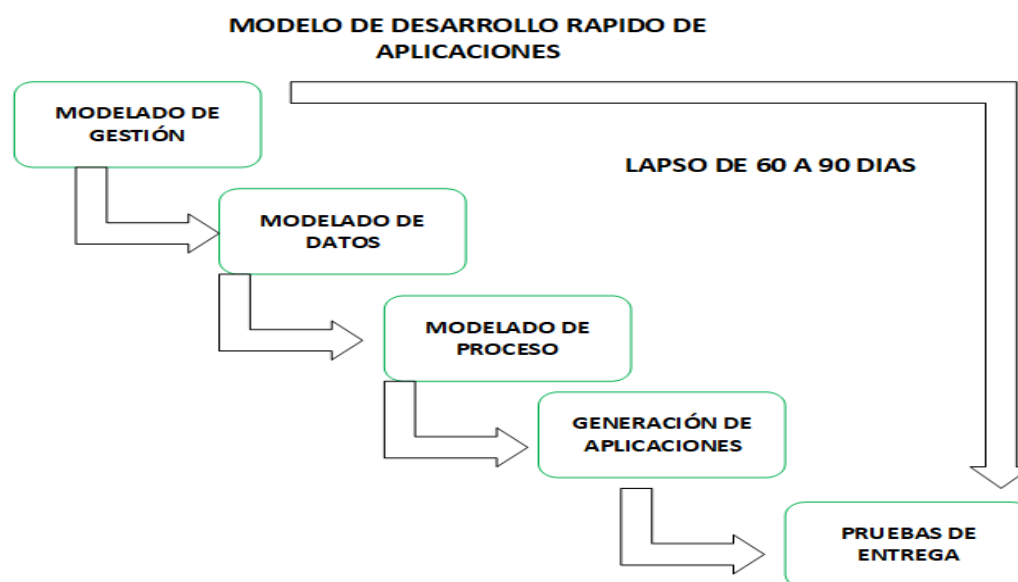 MODELO DE DESARROLLO RAPIDO DE
APLICACIONES
MODELADO DE
GESTIÓN
LAPSO DE 60 A 90 DIAS
MODELADO DE
DATOS
MODELADO DE
PROCESO
GENERACIÓN DE
APLICACIONES
PRUEBAS DE
ENTREGA